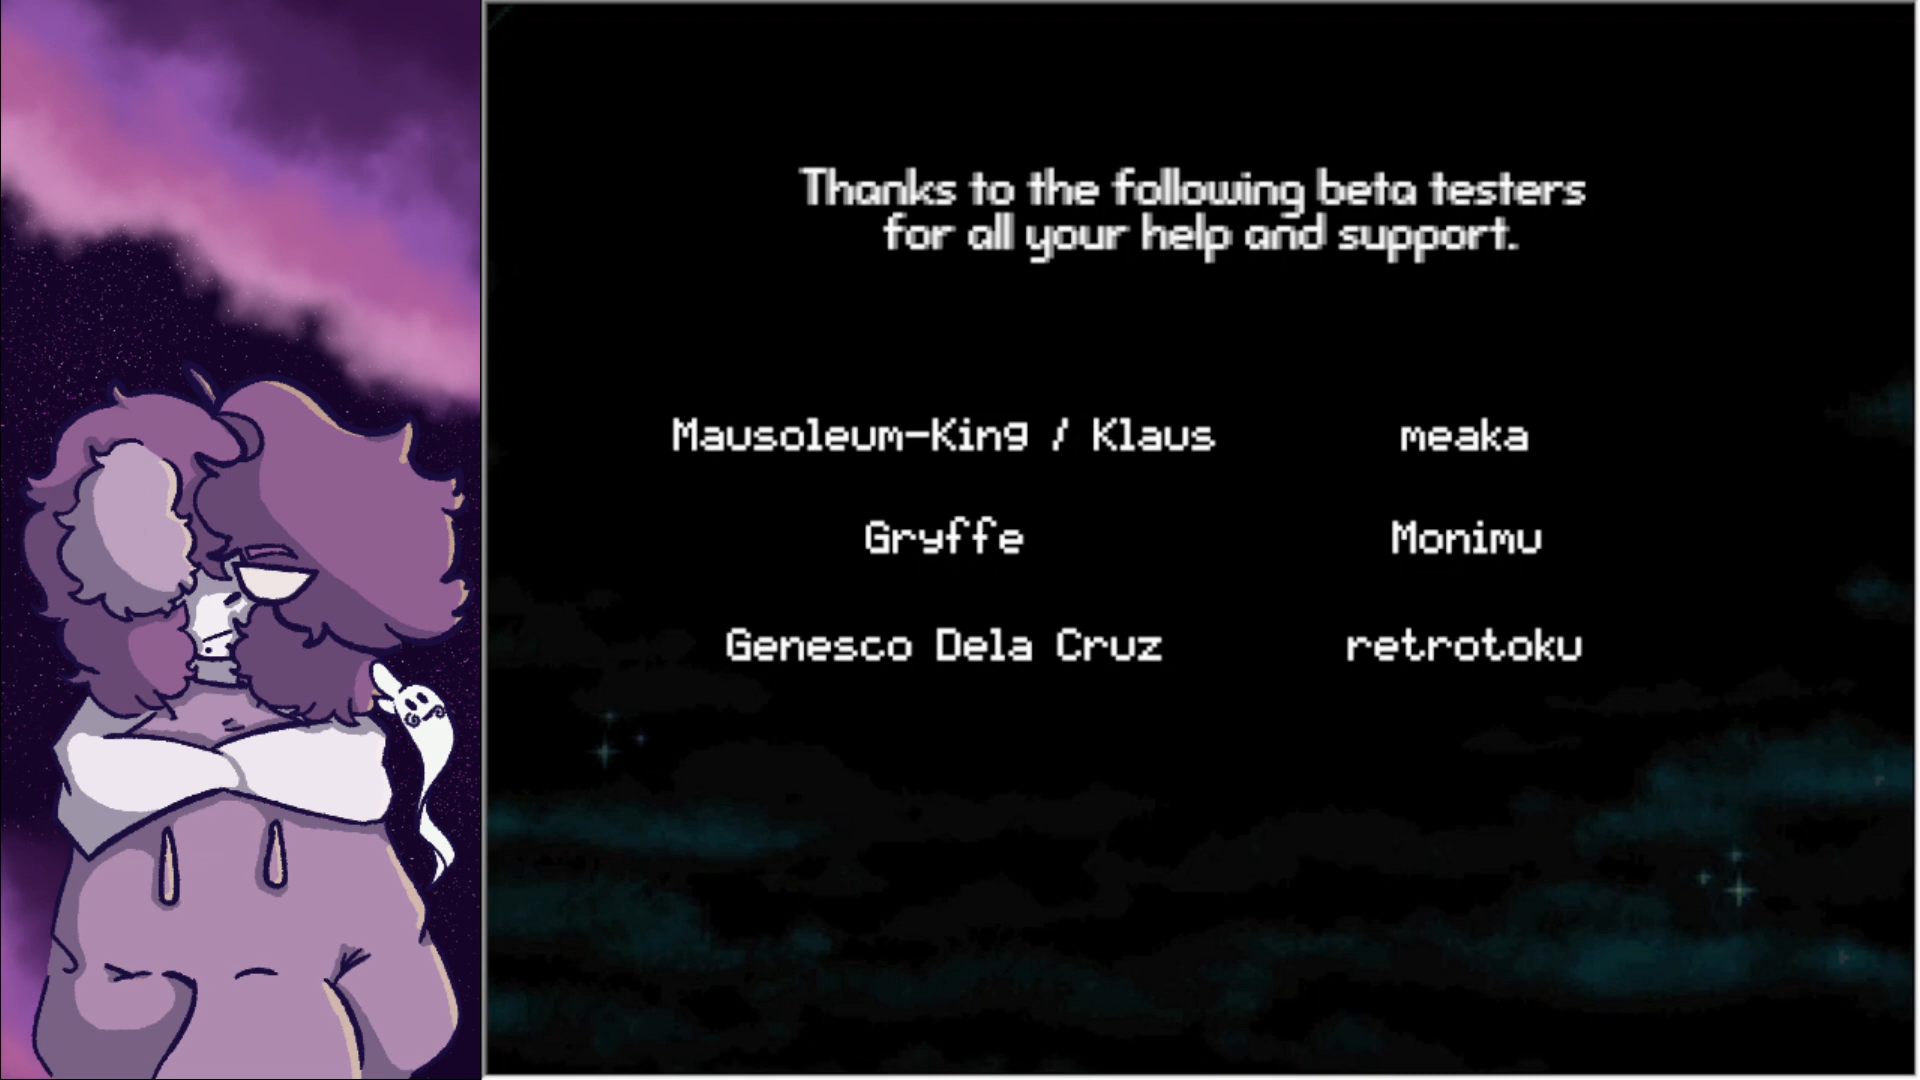 Thanks to the following beta testers
for all your help and support.
Mausoleum-King / Klaus
meaka
Gryffe
Monimu
Genesco Dela Cruz
retrotoku